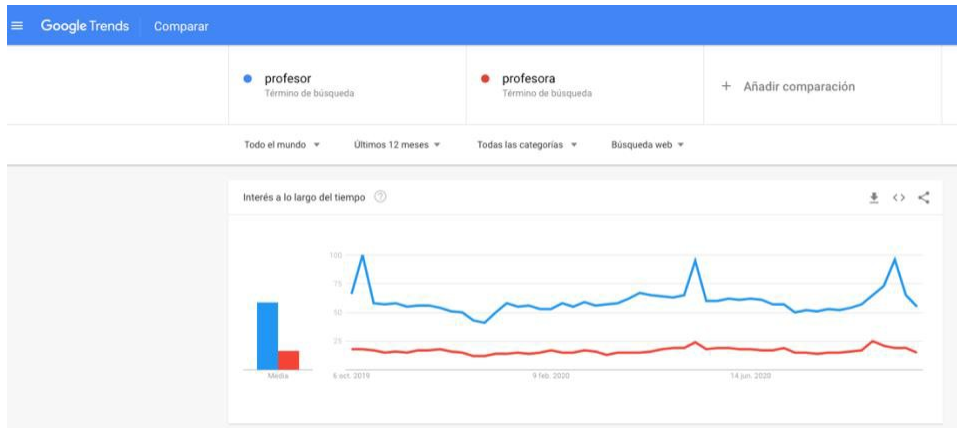 Google Trends Comparar
profesor
Término de búsqueda
profesora
Término de búsqueda
+ Añadir comparación
Todo el mundo
Últimos 12 meses
Todas las categorías
Búsqueda web
Interés a lo largo del tiempo
100
75
50
25
Media
6 oct. 2019
9 feb. 2020
14 jun. 2020